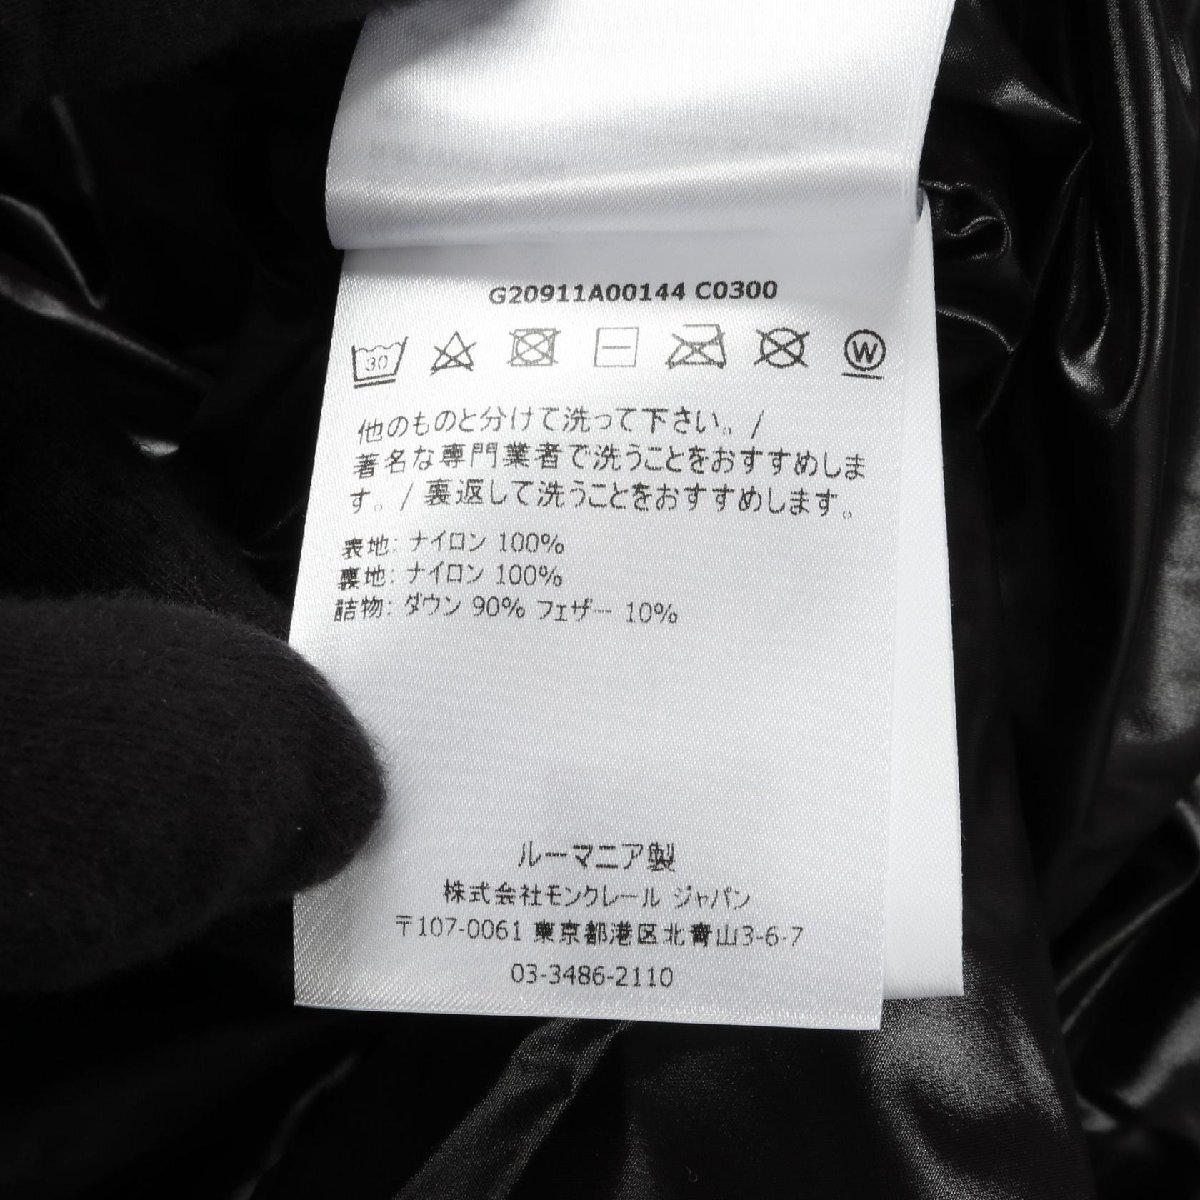 G20911A00144 C0300
30
W
他のものと分けて洗って下さい。/
著名な専門業者で洗うことをおすすめしま
す。/ 裏返して洗うことをおすすめします。
表地: ナイロン 100%
裏地: ナイロン 100%
詰物: ダウン 90% フェザー 10%
ルーマニア製
株式会社モンクレール ジャパン
〒107-0061 東京都港区北青山3-6-7
03-3486-2110